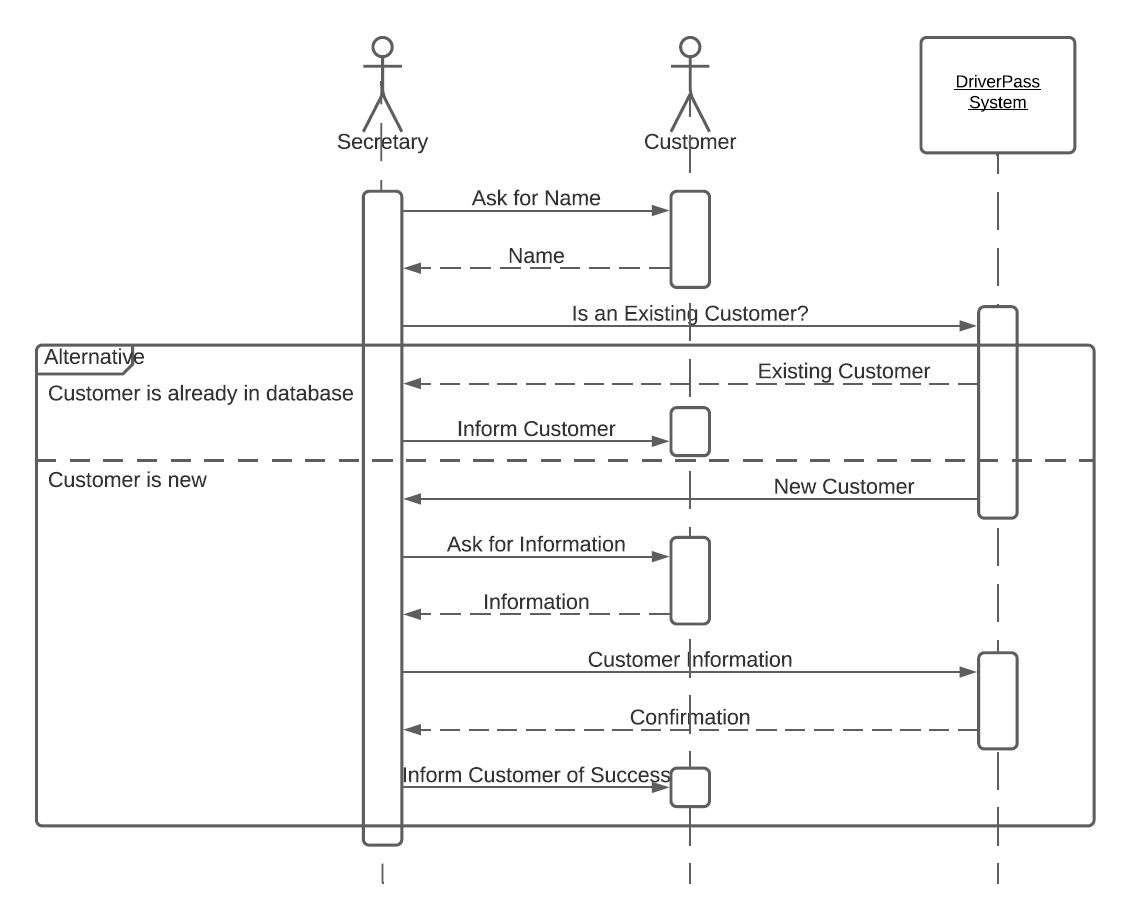 DriverPass
System
Secretary
Customer
Ask for Name
Name
Is an Existing Customer?
Alternative
Existing Customer
Customer is already in database
Inform Customer
Customer is new
New Customer
Ask for Information
Information
Customer Information
Confirmation
Inform Customer of Success